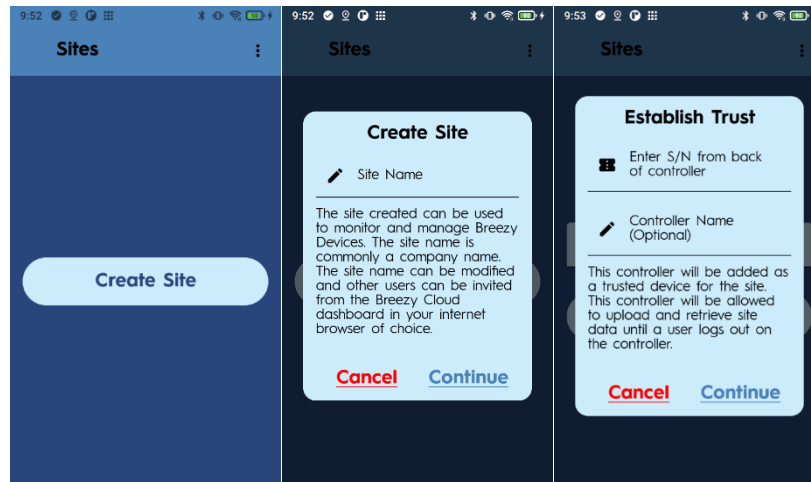 9:52
98
Sites
Create Site
9:52
98
Sites
Create Site
Site Name
The site created can be used
to monitor and manage Breezy
Devices. The site name is
commonly a company name.
The site name can be modified
and other users can be invited
from the Breezy Cloud
dashboard in your internet
browser of choice.
Cancel Continue
9:53
98
Sites
Establish Trust
Enter S/N from back
of controller
Controller Name
(Optional)
This controller will be added as
a trusted device for the site.
This controller will be allowed
to upload and retrieve site
data until a user logs out on
the controller.
Cancel Continue